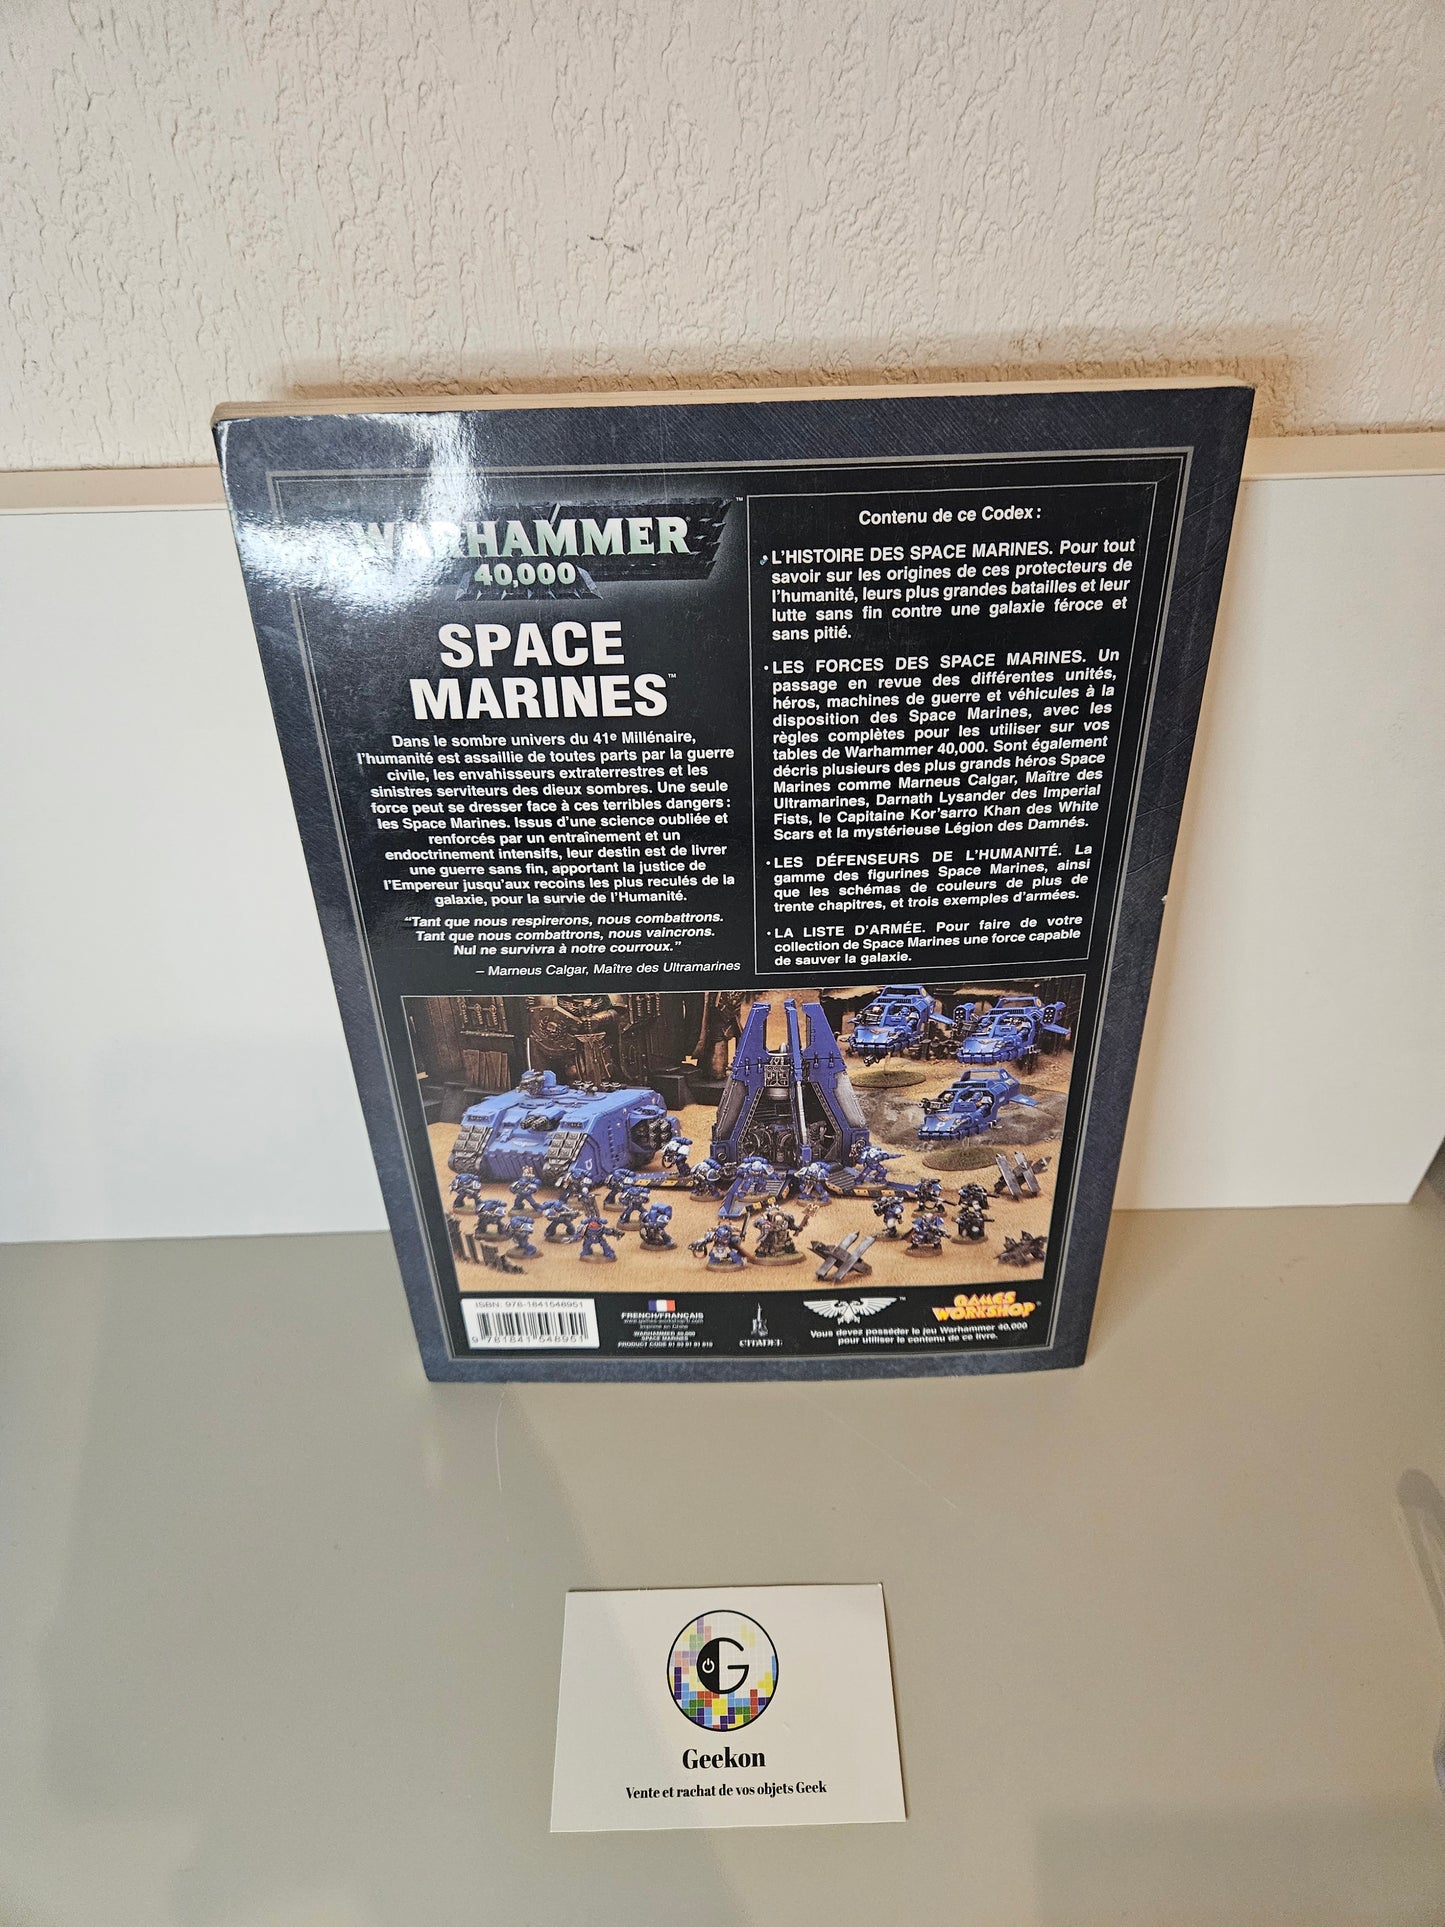 WARHAMMER
40,000
SPACE
MARINES™
Dans le sombre univers du 41e Millénaire,
l'humanité est assaillie de toutes parts par la guerre
civile, les envahisseurs extraterrestres et les
sinistres serviteurs des dieux sombres. Une seule
force peut se dresser face à ces terribles dangers :
les Space Marines. Issus d'une science oubliée et
renforcés par un entraînement et un
endoctrinement intensifs, leur destin est de livrer
une guerre sans fin, apportant la justice de
l'Empereur jusqu'aux recoins les plus reculés de la
galaxie, pour la survie de l'Humanité.
“Tant que nous respirerons, nous combattrons.
Tant que nous combattrons, nous vaincrons.
Nul ne survivra à notre courroux.”
– Marneus Calgar, Maître des Ultramarines
Contenu de ce Codex :
• L'HISTOIRE DES SPACE MARINES. Pour tout
savoir sur les origines de ces protecteurs de
l'humanité, leurs plus grandes batailles et leur
lutte sans fin contre une galaxie féroce et
sans pitié.
• LES FORCES DES SPACE MARINES. Un
passage en revue des différentes unités,
héros, machines de guerre et véhicules à la
disposition des Space Marines, avec les
règles complètes pour les utiliser sur vos
tables de Warhammer 40,000. Sont également
décris plusieurs des plus grands héros Space
Marines comme Marneus Calgar, Maître des
Ultramarines, Darnath Lysander des Imperial
Fists, le Capitaine Kor'sarro Khan des White
Scars et la mystérieuse Légion des Damnés.
• LES DÉFENSEURS DE L'HUMANITÉ. La
gamme des figurines Space Marines, ainsi
que les schémas de couleurs de plus de
trente chapitres, et trois exemples d'armées.
• LA LISTE D'ARMÉE. Pour faire de votre
collection de Space Marines une force capable
de sauver la galaxie.
ISBN: 978-1841548951
9 781841 548951
FRENCH/FRANÇAIS
www.games-workshop.fr
WARHAMMER 40,000
SPACE MARINES
PRODUCT CODE
CITADEL
™
GAMES
WORKSHOP
Vous devez posséder le jeu Warhammer 40,000
pour utiliser le contenu de ce livre.
G
Geekon
Vente et rachat de vos objets Geek